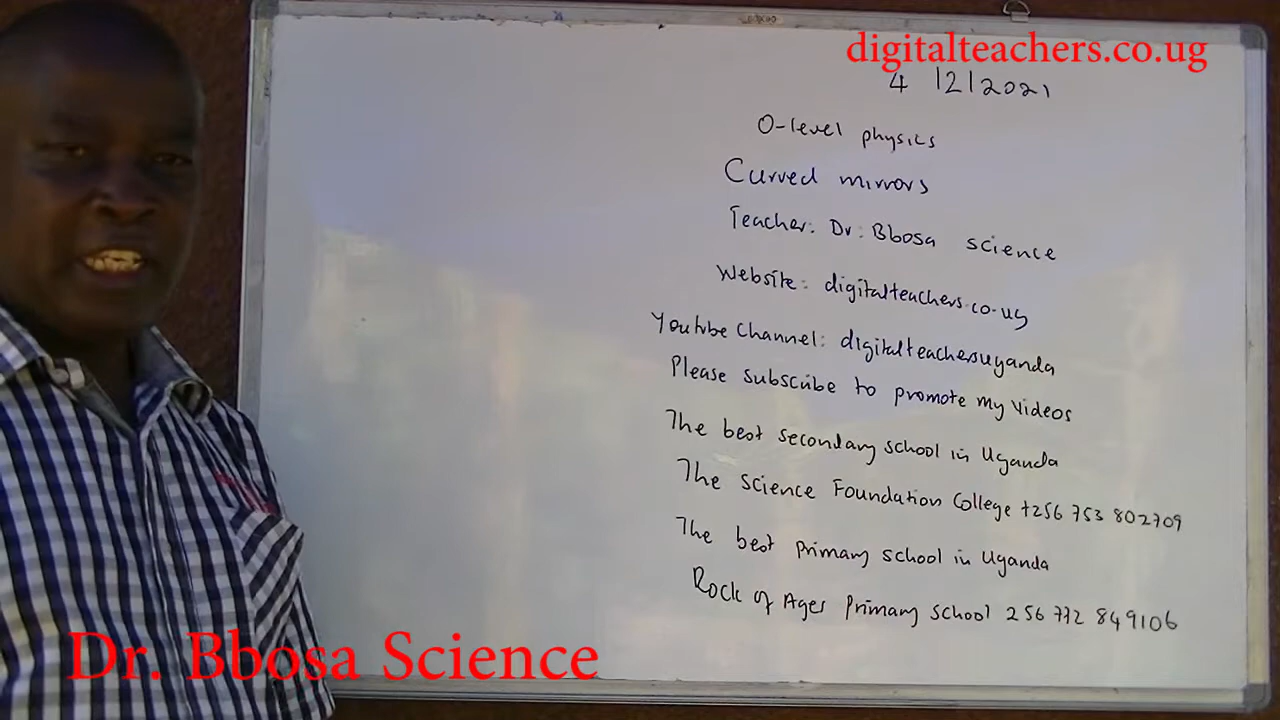 digitalteachers.co.ug
4 12/2021
O-level physics
Curved mirrors
Teacher: Dr: Bbosa science
Website: digitalteachers.co.ug
Youtube Channel: digitalteachersuganda
Please subscribe to promote my videos
The best secondary school in Uganda
The Science Foundation College +256 753 802709
The best primary school in Uganda
Rock of Ages primary school 256 772 849106
Dr. Bbosa Science